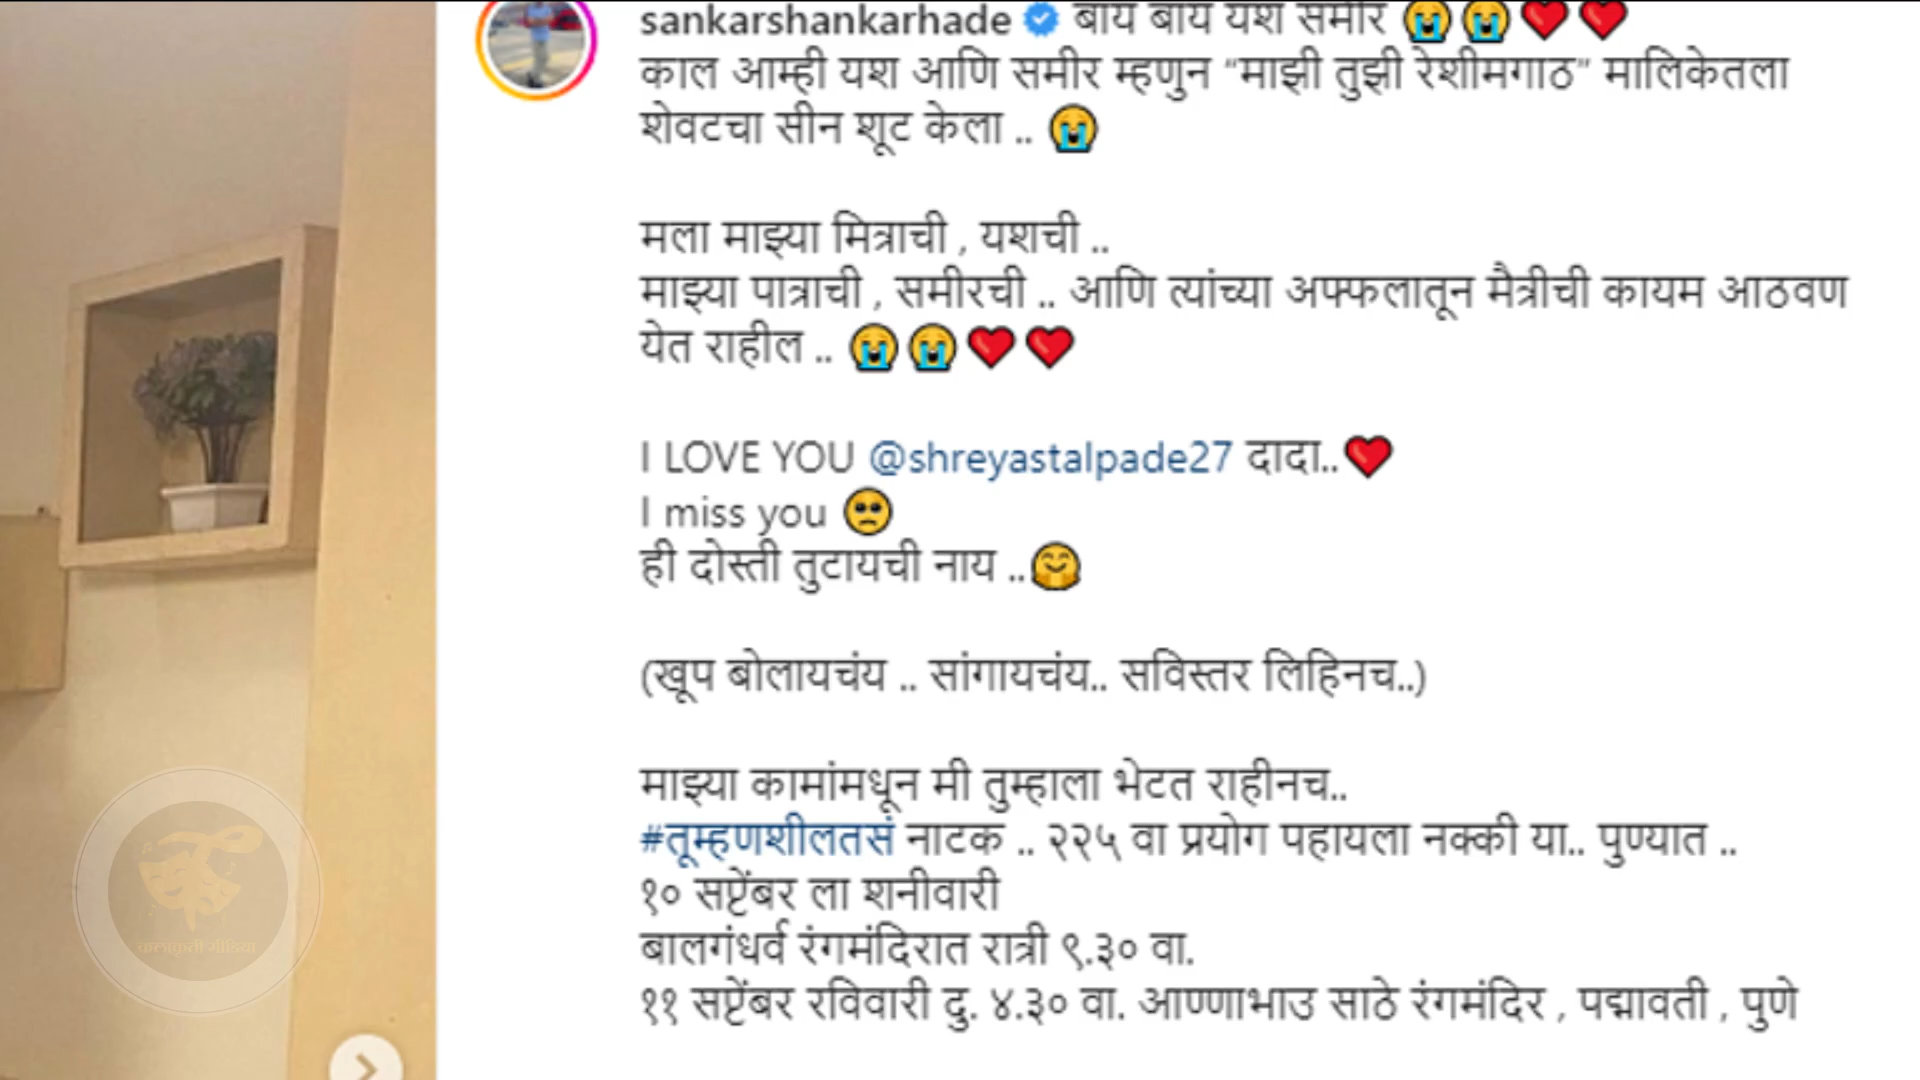 sankarshankarhade बाय बाय यश समीर 😭😭❤️❤️
काल आम्ही यश आणि समीर म्हणुन “माझी तुझी रेशीमगाठ” मालिकेतला
शेवटचा सीन शूट केला .. 😭
मला माझ्या मित्राची , यशची ..
माझ्या पात्राची , समीरची .. आणि त्यांच्या अफ्फलातून मैत्रीची कायम आठवण
येत राहील .. 😭😭❤️❤️
I LOVE YOU @shreyastalpade27 दादा..❤️
I miss you 🥺
ही दोस्ती तुटायची नाय ..🤗
(खूप बोलायचंय .. सांगायचंय.. सविस्तर लिहिनच..)
माझ्या कामांमधून मी तुम्हाला भेटत राहीनच..
#तूम्हणशीलतसं नाटक .. २२५ वा प्रयोग पहायला नक्की या.. पुण्यात ..
१० सप्टेंबर ला शनीवारी
बालगंधर्व रंगमंदिरात रात्री ९.३० वा.
११ सप्टेंबर रविवारी दु. ४.३० वा. आण्णाभाउ साठे रंगमंदिर , पद्मावती , पुणे
कलाकृती मीडिया